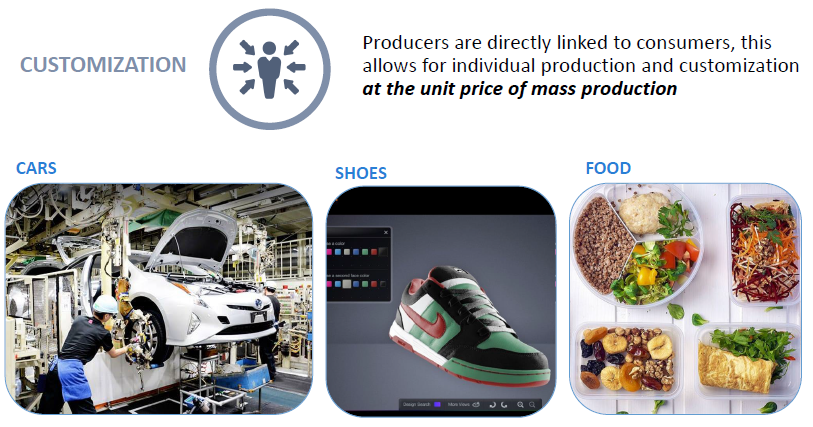 CUSTOMIZATION
Producers are directly linked to consumers, this
allows for individual production and customization
at the unit price of mass production
CARS
SHOES
FOOD
a color